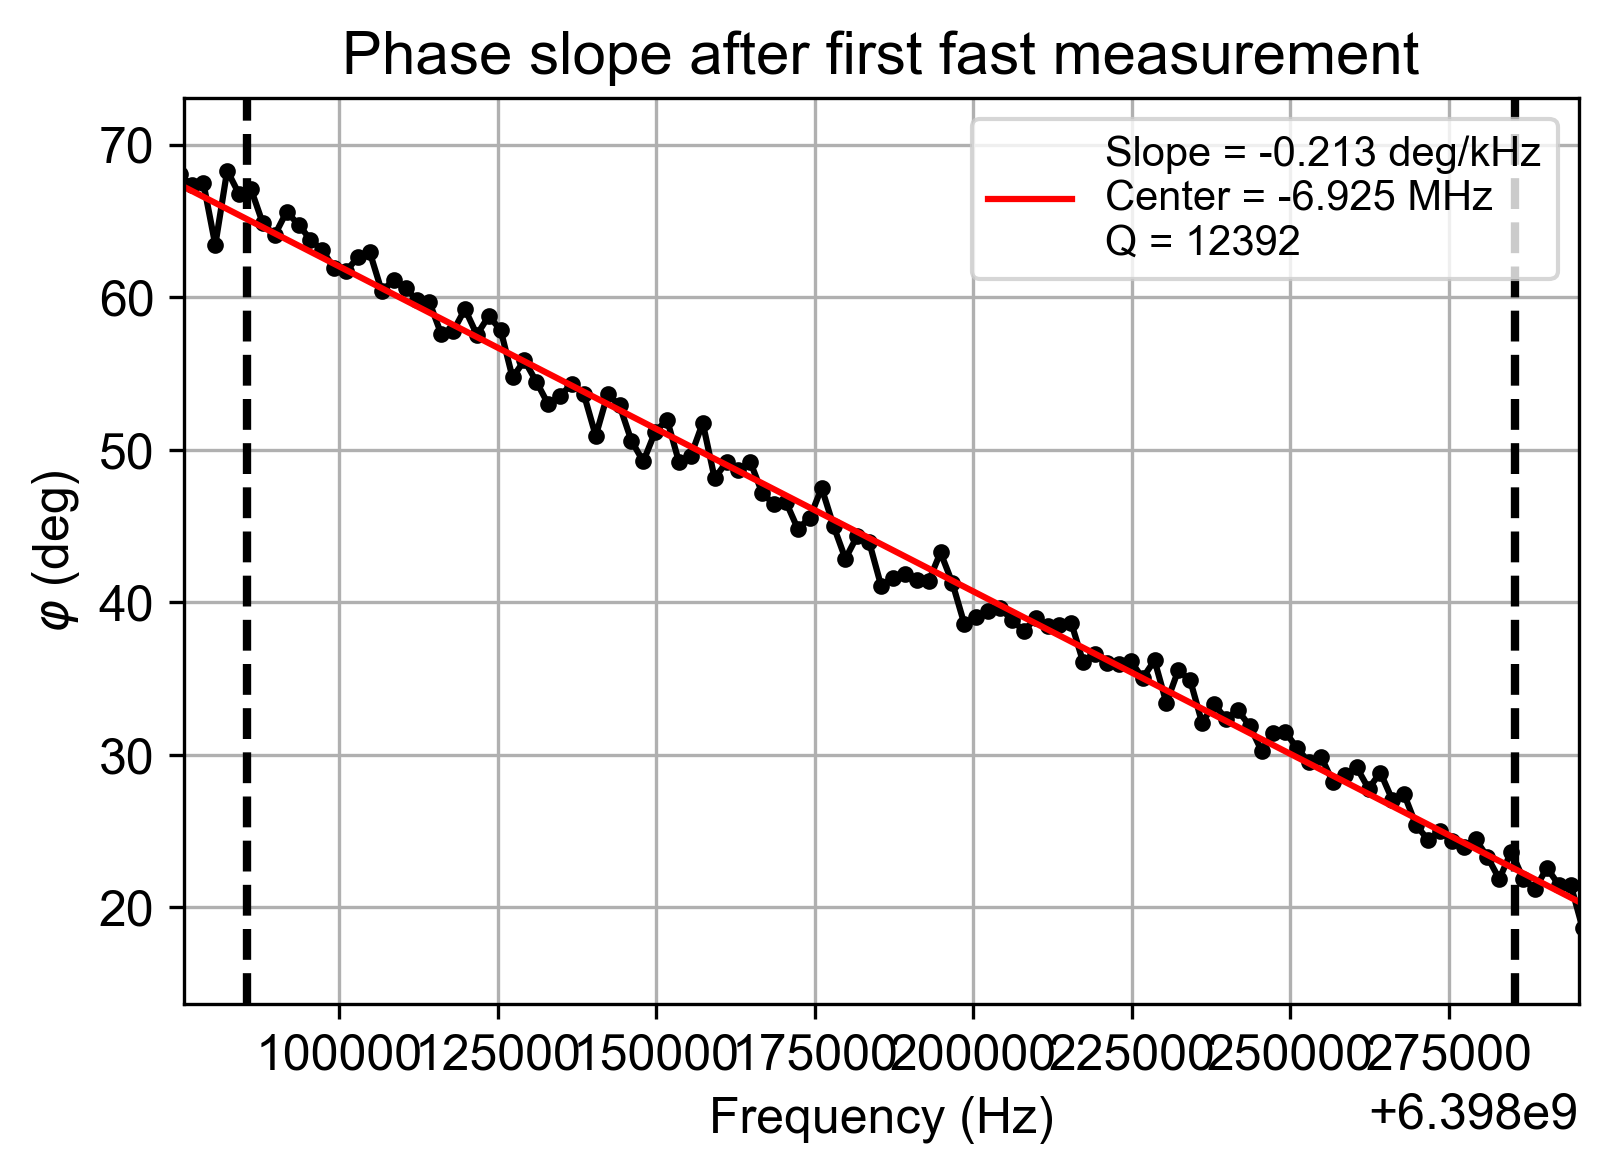 Phase slope after first fast measurement
Slope = -0.213 deg/kHz
Center = -6.925 MHz
Q = 12392
70
60
50
40
30
20
φ (deg)
100000 125000 150000 175000 200000 225000 250000 275000
Frequency (Hz)
+6.398e9